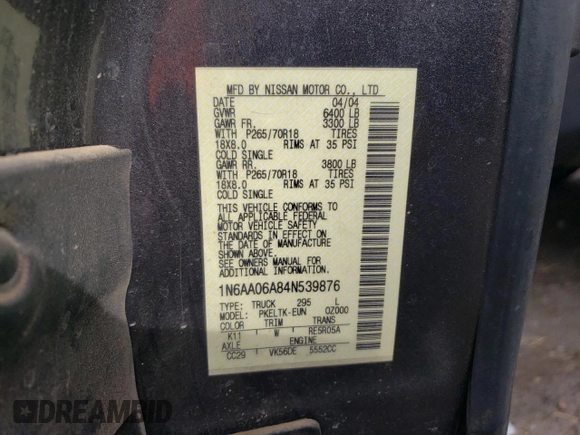 MFD BY NISSAN MOTOR CO., LTD
DATE 04/04
GVWR 6400 LB
GAWR FR. 3300 LB
WITH P265/70R18 TIRES
18X8.0 RIMS AT 35 PSI
COLD SINGLE
GAWR RR. 3800 LB
WITH P265/70R18 TIRES
18X8.0 RIMS AT 35 PSI
COLD SINGLE
THIS VEHICLE CONFORMS TO
ALL APPLICABLE FEDERAL
MOTOR VEHICLE SAFETY
STANDARDS IN EFFECT ON
THE DATE OF MANUFACTURE
SHOWN ABOVE.
SEE OWNERS MANUAL FOR
ADDITIONAL INFORMATION.
1N6AA06A84N539876
TYPE: TRUCK 295 L
MODEL: PKELTK-EUN 0Z000
COLOR TRIM TRANS
K11 W RE5R05A
AXLE ENGINE
CC29 VK56DE 5552CC
DREAMBID